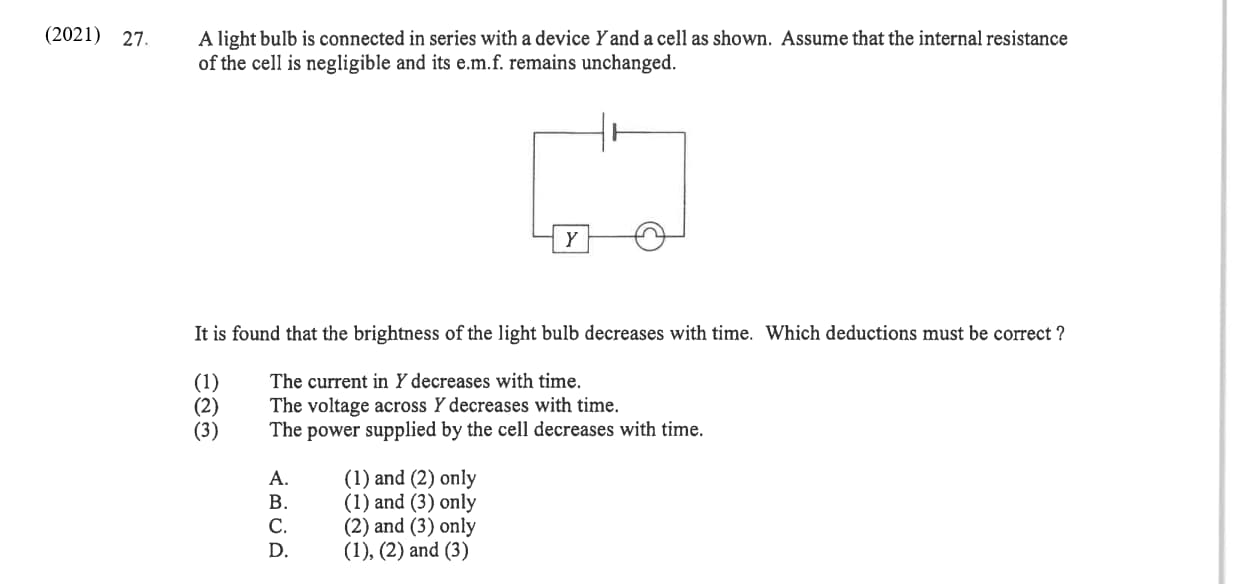 (2021) 27. A light bulb is connected in series with a device Y and a cell as shown. Assume that the internal resistance
of the cell is negligible and its e.m.f. remains unchanged.
Y
It is found that the brightness of the light bulb decreases with time. Which deductions must be correct ?
(1) The current in Y decreases with time.
(2) The voltage across Y decreases with time.
(3) The power supplied by the cell decreases with time.
A. (1) and (2) only
B. (1) and (3) only
C. (2) and (3) only
D. (1), (2) and (3)